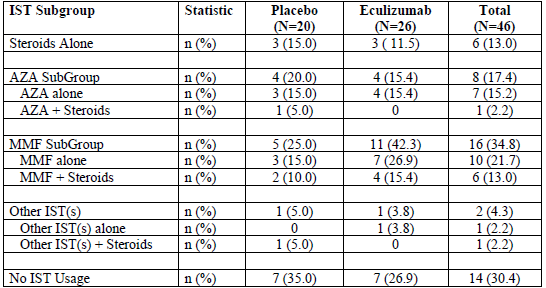 IST Subgroup Statistic Placebo (N=20) Eculizumab (N=26) Total (N=46)
Steroids Alone n (%) 3 (15.0) 3 ( 11.5) 6 (13.0)
AZA SubGroup n (%) 4 (20.0) 4 (15.4) 8 (17.4)
AZA alone n (%) 3 (15.0) 4 (15.4) 7 (15.2)
AZA + Steroids n (%) 1 (5.0) 0 1 (2.2)
MMF SubGroup n (%) 5 (25.0) 11 (42.3) 16 (34.8)
MMF alone n (%) 3 (15.0) 7 (26.9) 10 (21.7)
MMF + Steroids n (%) 2 (10.0) 4 (15.4) 6 (13.0)
Other IST(s) n (%) 1 (5.0) 1 (3.8) 2 (4.3)
Other IST(s) alone n (%) 0 1 (3.8) 1 (2.2)
Other IST(s) + Steroids n (%) 1 (5.0) 0 1 (2.2)
No IST Usage n (%) 7 (35.0) 7 (26.9) 14 (30.4)